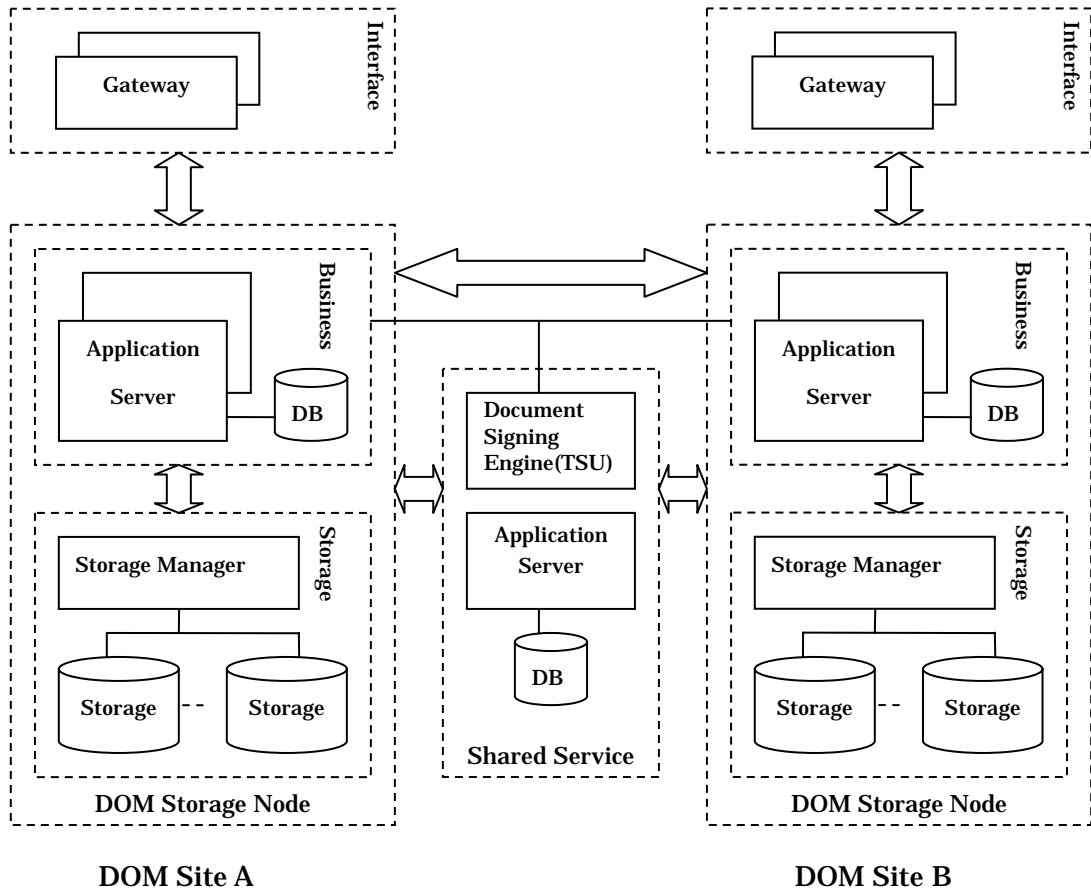 Gateway
Interface
Gateway
Interface
Business
Application
Server
DB
Business
Application
Server
DB
Document
Signing
Engine(TSU)
Storage Manager
Storage
Storage
Storage
Application
Server
DB
Shared Service
Storage Manager
Storage
Storage
Storage
DOM Storage Node
DOM Storage Node
DOM Site A
DOM Site B